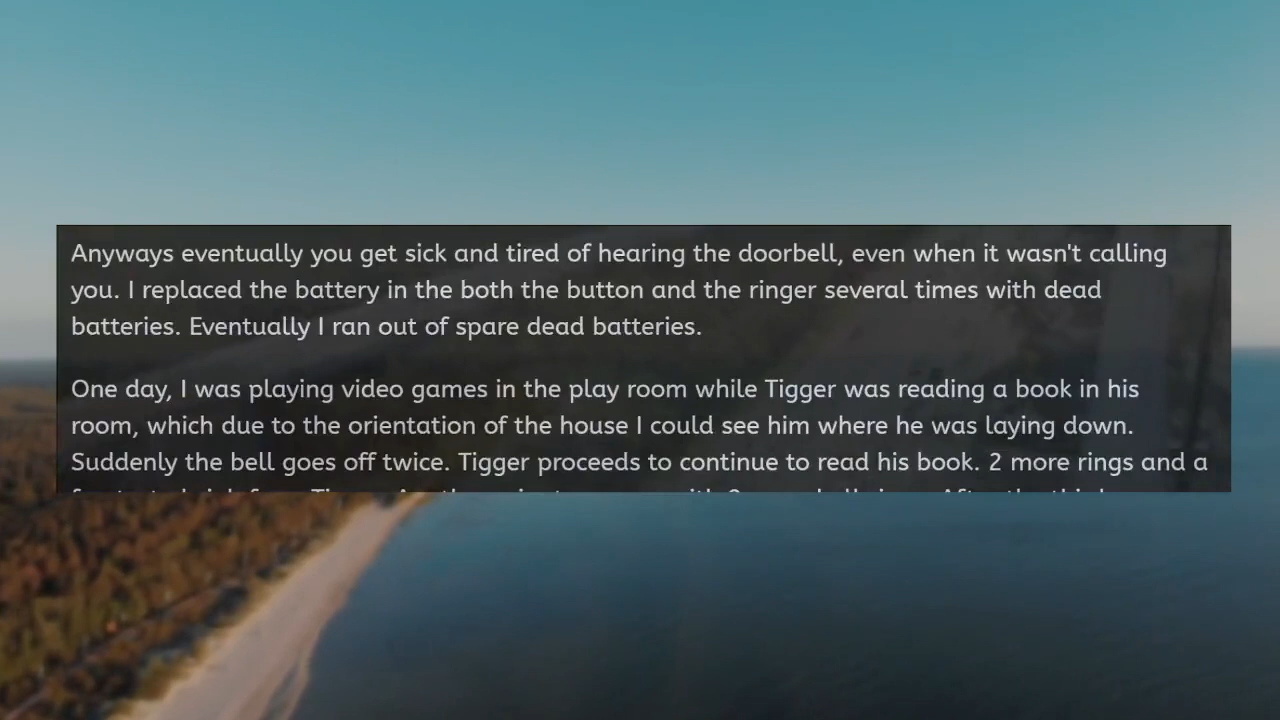 Anyways eventually you get sick and tired of hearing the doorbell, even when it wasn't calling
you. I replaced the battery in the both the button and the ringer several times with dead
batteries. Eventually I ran out of spare dead batteries.
One day, I was playing video games in the play room while Tigger was reading a book in his
room, which due to the orientation of the house I could see him where he was laying down.
Suddenly the bell goes off twice. Tigger proceeds to continue to read his book. 2 more rings and a